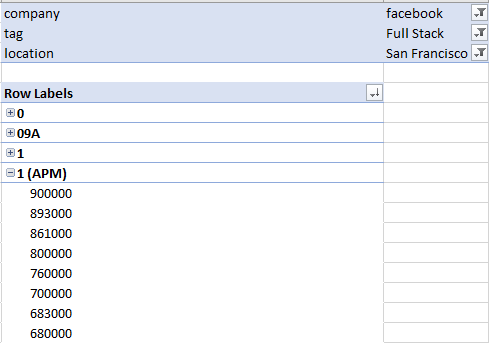 company facebook
tag Full Stack
location San Francisco
Row Labels
0
09A
1
1 (APM)
900000
893000
861000
800000
760000
700000
683000
680000